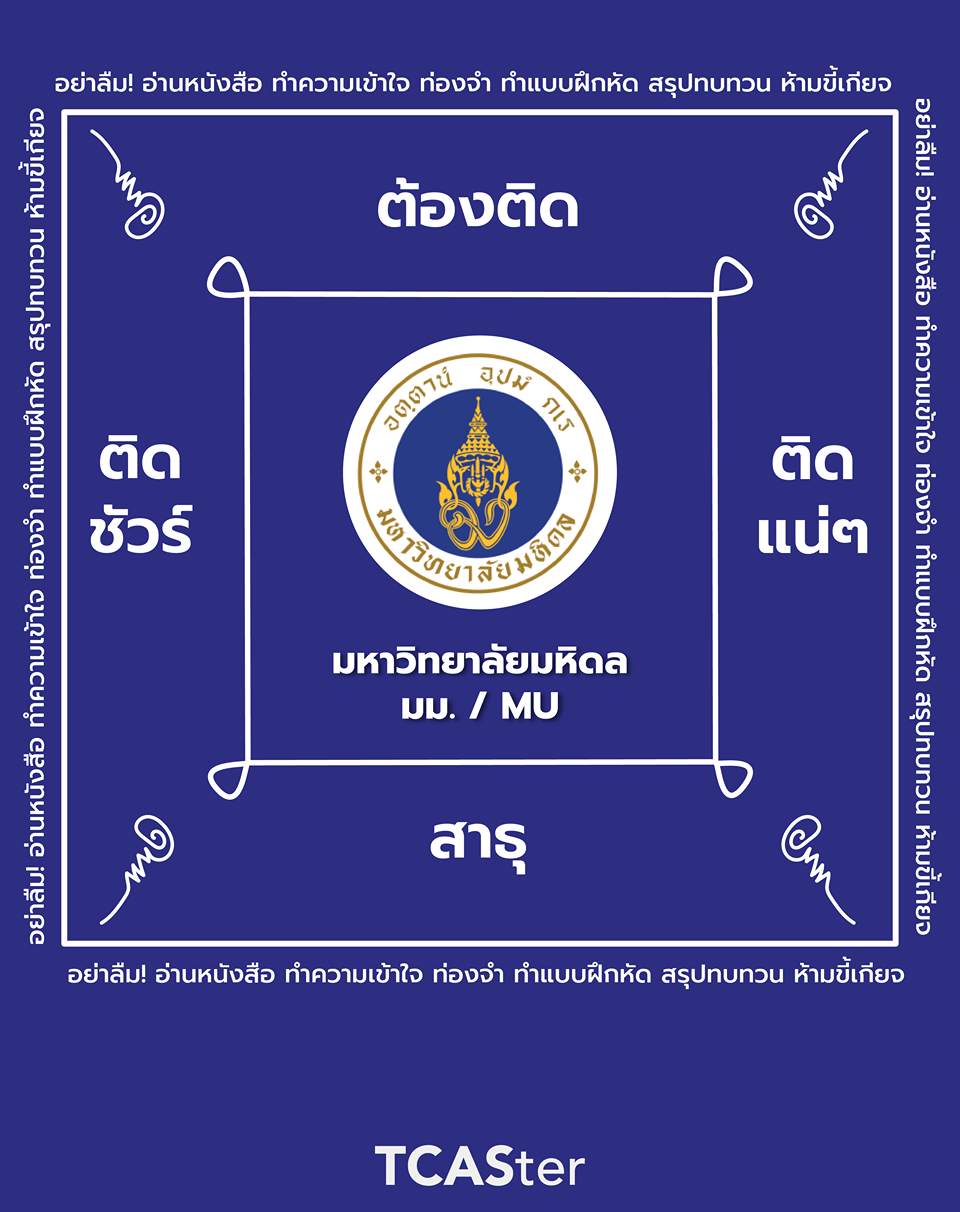 อย่าลืม! อ่านหนังสือ ทำความเข้าใจ ท่องจำ ทำแบบฝึกหัด สรุปทบทวน ห้ามขี้เกียจ
อย่าลืม! อ่านหนังสือ ทำความเข้าใจ ท่องจำ ทำแบบฝึกหัด สรุปทบทวน ห้ามขี้เกียจ
อย่าลืม! อ่านหนังสือ ทำความเข้าใจ ท่องจำ ทำแบบฝึกหัด สรุปทบทวน ห้ามขี้เกียจ
ต้องติด
ติด
ชัวร์
อตฺตานํ อุปมํ กเร
มหาวิทยาลัยมหิดล
ติด
แน่ๆ
มหาวิทยาลัยมหิดล
มม. / MU
สาธุ
อย่าลืม! อ่านหนังสือ ทำความเข้าใจ ท่องจำ ทำแบบฝึกหัด สรุปทบทวน ห้ามขี้เกียจ
TCASter